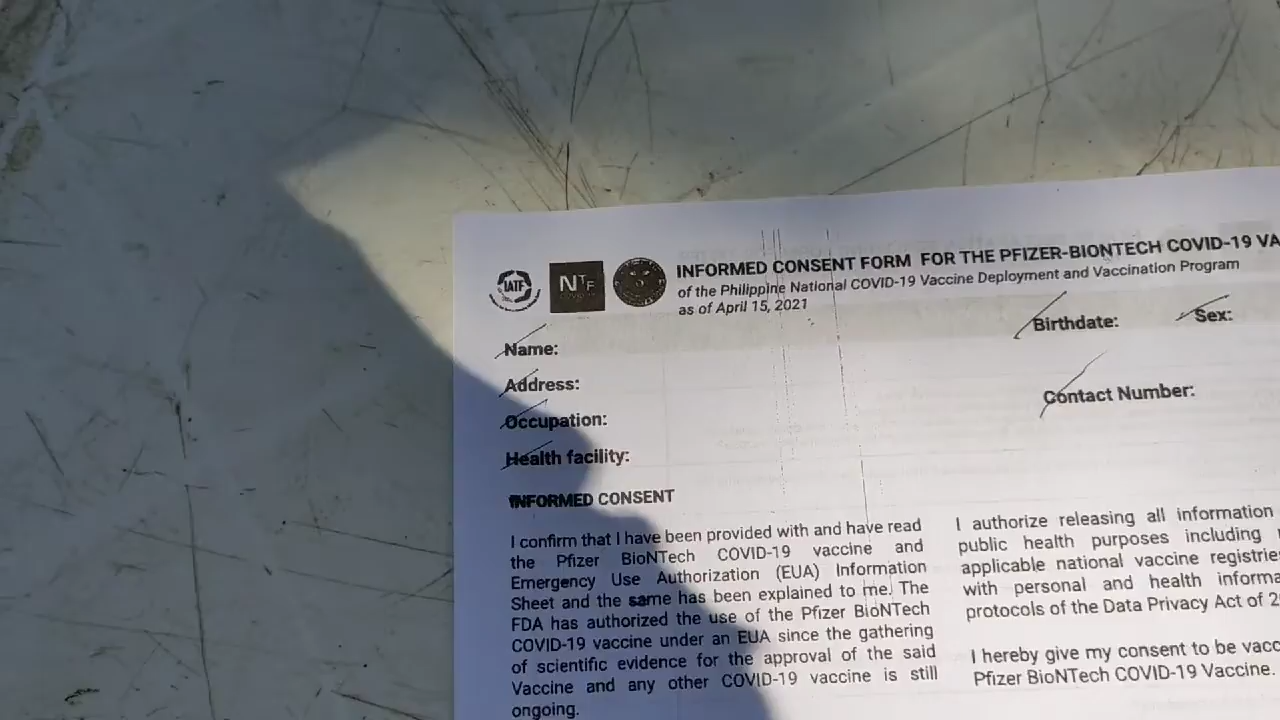 IATF
NTF
INFORMED CONSENT FORM FOR THE PFIZER-BIONTECH COVID-19 VA
of the Philippine National COVID-19 Vaccine Deployment and Vaccination Program
as of April 15, 2021
Name:
Birthdate:
Sex:
Address:
Contact Number:
Occupation:
Health facility:
INFORMED CONSENT
I confirm that I have been provided with and have read
the Pfizer BioNTech COVID-19 vaccine and
Emergency Use Authorization (EUA) Information
Sheet and the same has been explained to me. The
FDA has authorized the use of the Pfizer BioNTech
COVID-19 vaccine under an EUA since the gathering
of scientific evidence for the approval of the said
Vaccine and any other COVID-19 vaccine is still
ongoing.
I authorize releasing all information
public health purposes including
applicable national vaccine registrie
with personal and health informa
protocols of the Data Privacy Act of 2
I hereby give my consent to be vacc
Pfizer BioNTech COVID-19 Vaccine.